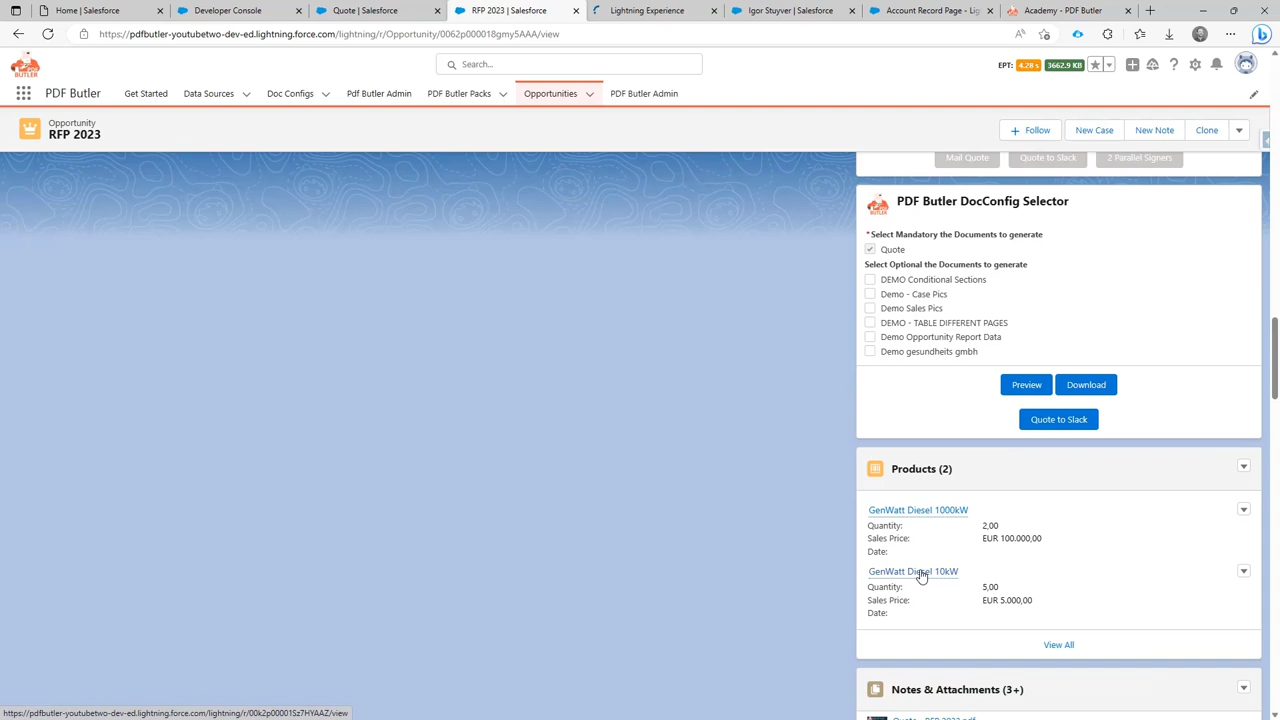 Home | Salesforce
Developer Console
Quote | Salesforce
RFP 2023 | Salesforce
Lightning Experience
Igor Stuyver | Salesforce
Account Record Page - Lig
Academy - PDF Butler
https://pdfbutler-youtubetwo-dev-ed.lightning.force.com/lightning/r/Opportunity/0062p000018gmy5AAA/view
BUTLER
Search...
EPT: 4.28 s 3662.9 KB
PDF Butler
Get Started
Data Sources
Doc Configs
Pdf Butler Admin
PDF Butler Packs
Opportunities
PDF Butler Admin
Opportunity
RFP 2023
Follow
New Case
New Note
Clone
Mail Quote
Quote to Slack
2 Parallel Signers
PDF Butler DocConfig Selector
*Select Mandatory the Documents to generate
Quote
Select Optional the Documents to generate
DEMO Conditional Sections
Demo - Case Pics
Demo Sales Pics
DEMO - TABLE DIFFERENT PAGES
Demo Opportunity Report Data
Demo gesundheits gmbh
Preview
Download
Quote to Slack
Products (2)
GenWatt Diesel 1000kW
Quantity: 2,00
Sales Price: EUR 100.000,00
Date:
GenWatt Diesel 10kW
Quantity: 5,00
Sales Price: EUR 5.000,00
Date:
View All
Notes & Attachments (3+)
https://pdfbutler-youtubetwo-dev-ed.lightning.force.com/lightning/r/00k2p00001Sz7HYAAZ/view